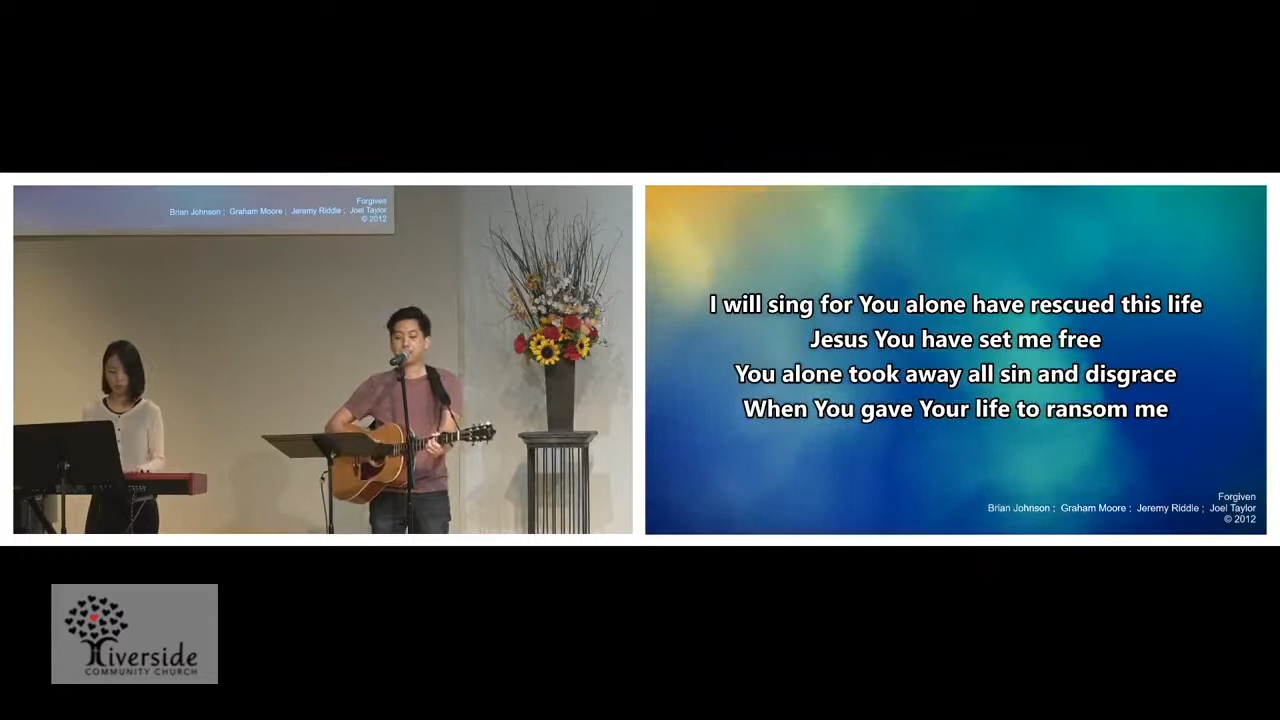 Forgiven
Brian Johnson ; Graham Moore ; Jeremy Riddle ; Joel Taylor
© 2012
I will sing for You alone have rescued this life
Jesus You have set me free
You alone took away all sin and disgrace
When You gave Your life to ransom me
Forgiven
Brian Johnson ; Graham Moore ; Jeremy Riddle ; Joel Taylor
© 2012
Riverside
COMMUNITY CHURCH